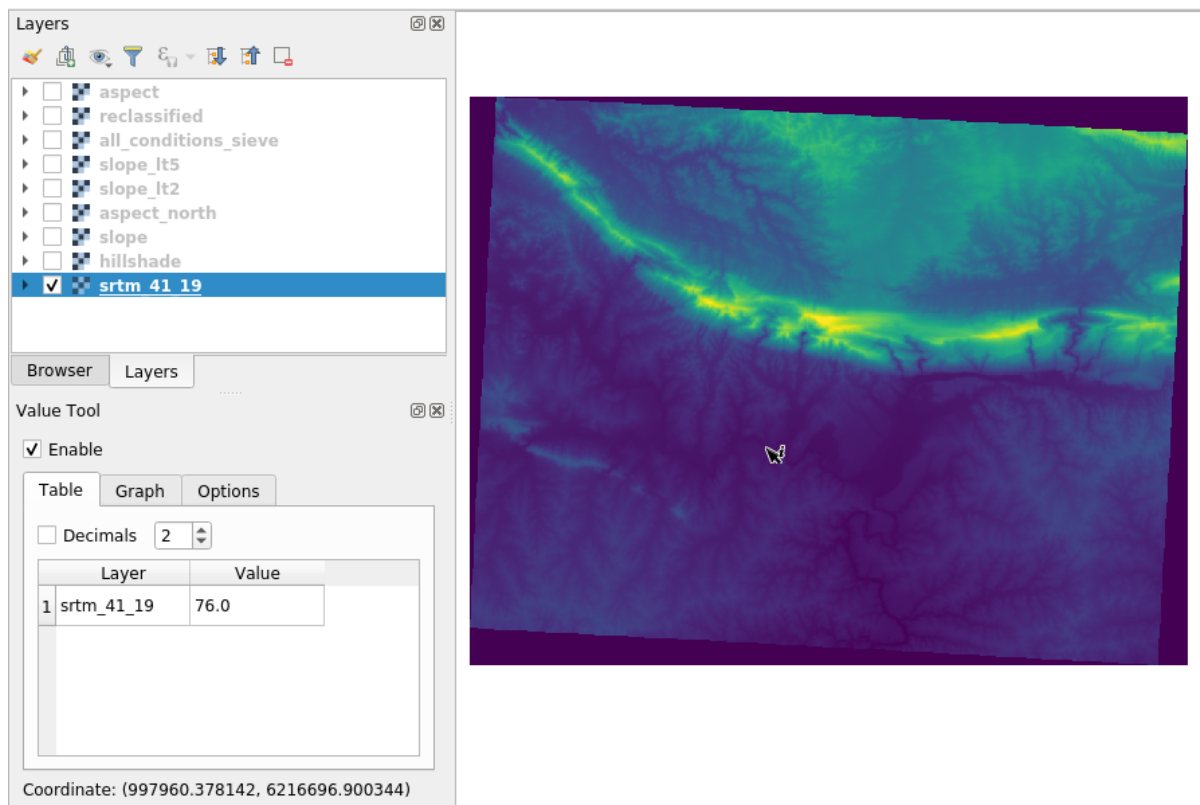 Layers
aspect
reclassified
all_conditions_sieve
slope_lt5
slope_lt2
aspect_north
slope
hillshade
srtm_41_19
Browser Layers
Value Tool
Enable
Table Graph Options
Decimals 2
Layer Value
1 srtm_41_19 76.0
Coordinate: (997960.378142, 6216696.900344)